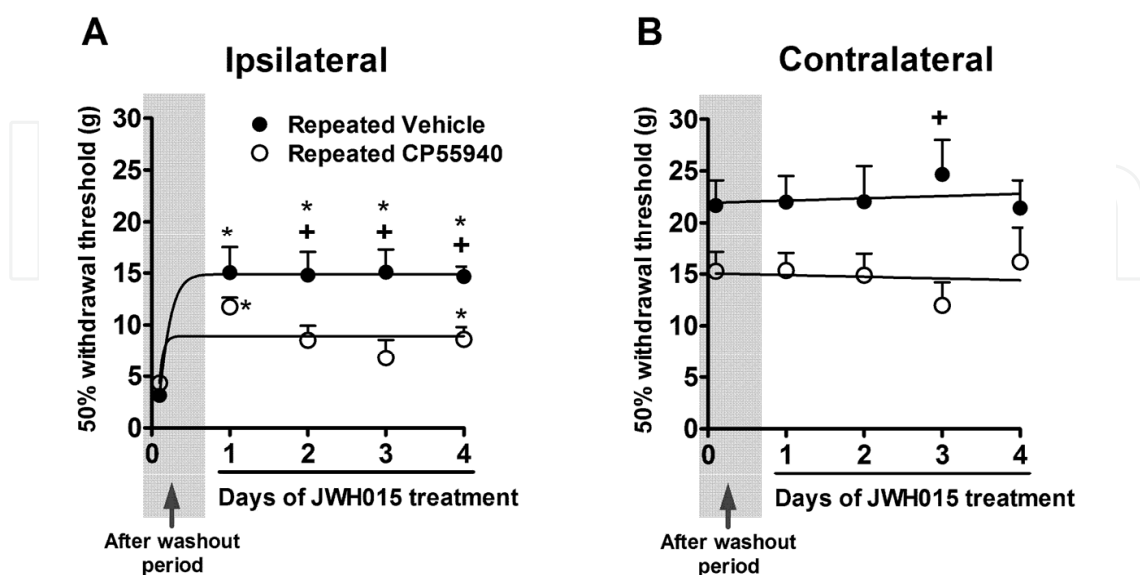 A
Ipsilateral
50% withdrawal threshold (g)
30
25
20
15
10
5
0
Repeated Vehicle
Repeated CP55940
*
*
+
*
+
*
+
*
*
0 1 2 3 4
Days of JWH015 treatment
After washout
period
B
Contralateral
50% withdrawal threshold (g)
30
25
20
15
10
5
0
+
0 1 2 3 4
Days of JWH015 treatment
After washout
period